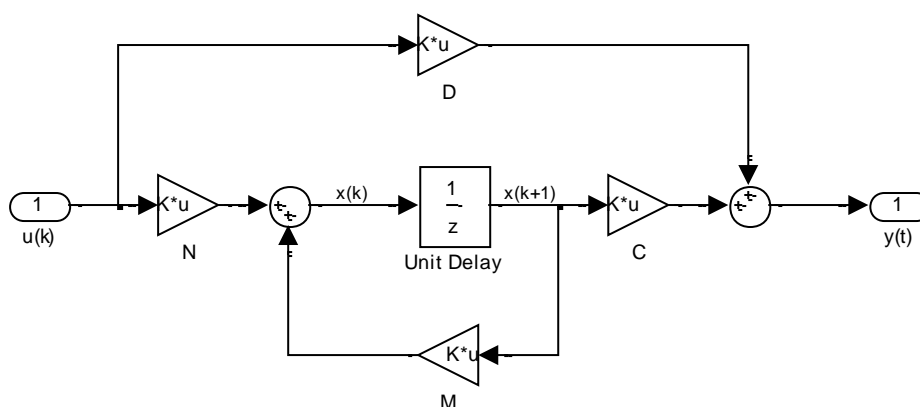 K*u
D
1
u(k)
K*u
N
x(k)
1
z
Unit Delay
x(k+1)
K*u
C
1
y(t)
K*u
M